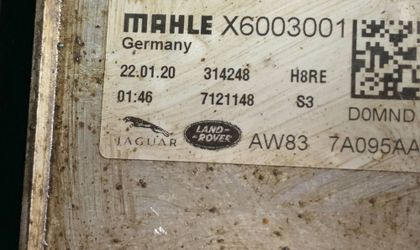 MAHLE X6003001
Germany
22.01.20 314248 H8RE
01:46 7121148 S3
D0MND
JAGUAR LAND-ROVER AW83 7A095AA